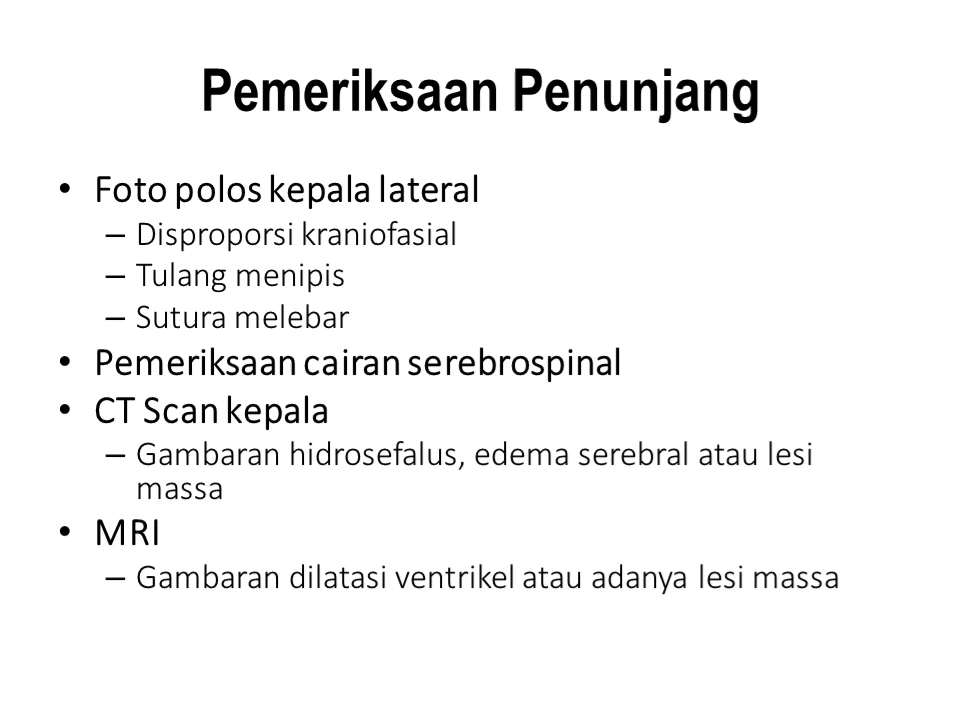 Pemeriksaan Penunjang
• Foto polos kepala lateral
– Disproporsi kraniofasial
– Tulang menipis
– Sutura melebar
• Pemeriksaan cairan serebrospinal
• CT Scan kepala
– Gambaran hidrosefalus, edema serebral atau lesi
massa
• MRI
– Gambaran dilatasi ventrikel atau adanya lesi massa